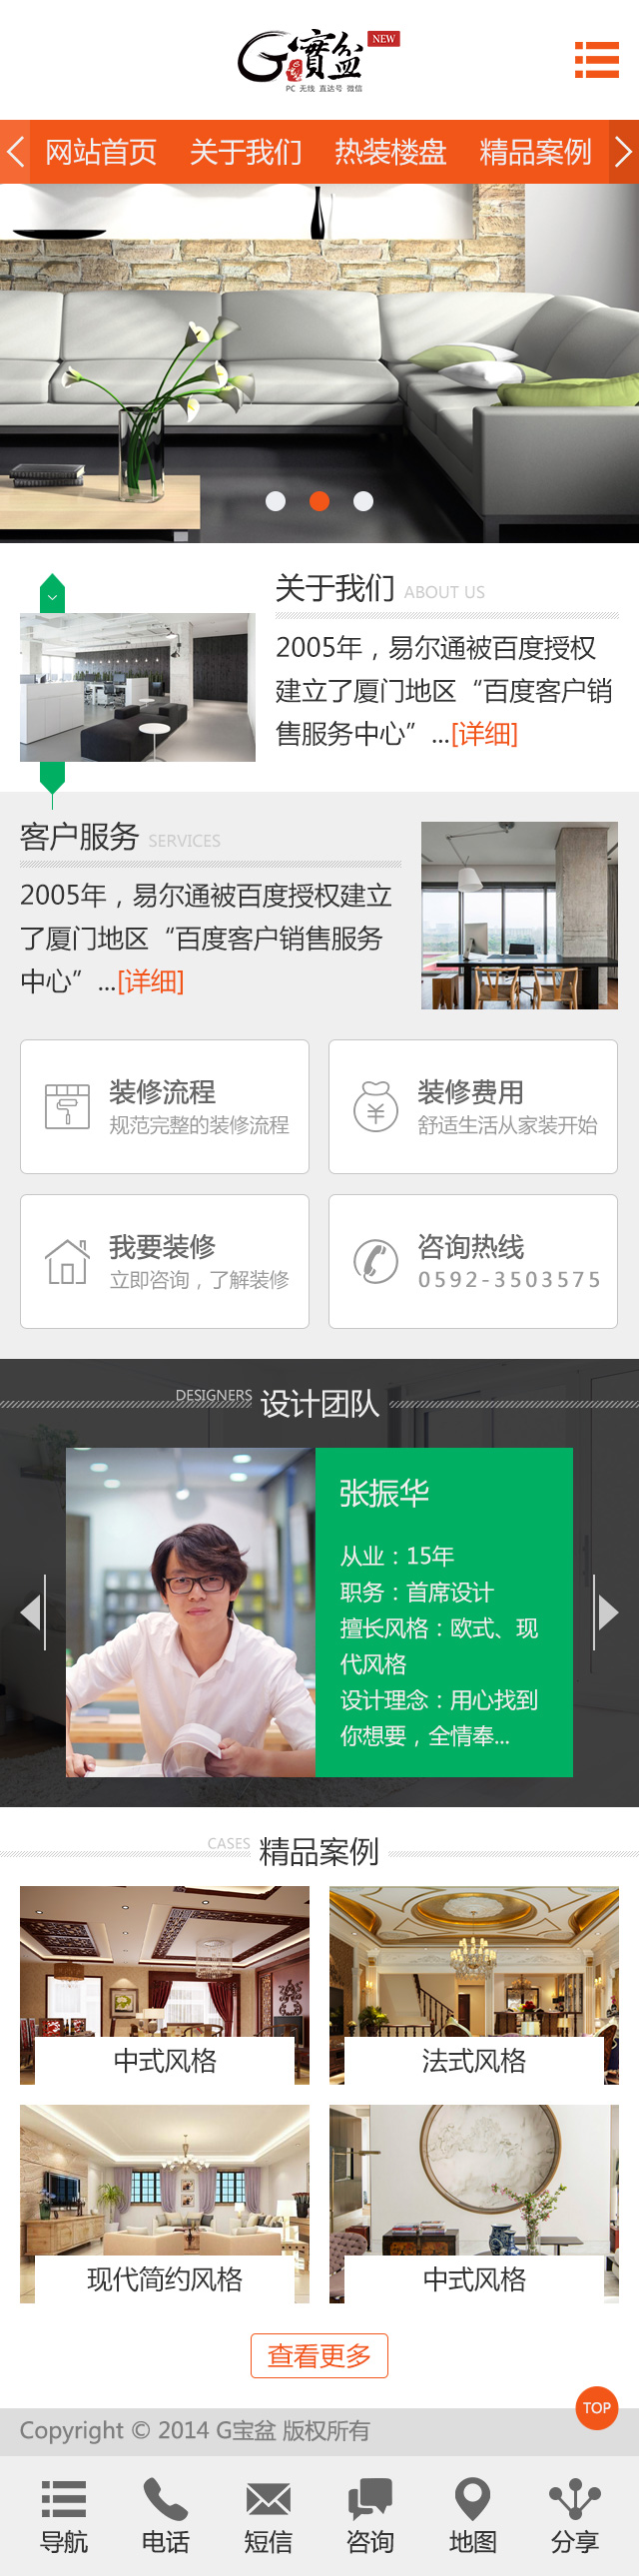 G寶盆
NEW
PC 无线 直达号 微信
网站首页 关于我们 热装楼盘 精品案例
关于我们 ABOUT US
2005年，易尔通被百度授权
建立了厦门地区“百度客户销
售服务中心”...[详细]
客户服务 SERVICES
2005年，易尔通被百度授权建立
了厦门地区“百度客户销售服务
中心”...[详细]
装修流程
规范完整的装修流程
装修费用
舒适生活从家装开始
我要装修
立即咨询，了解装修
咨询热线
0592-3503575
DESIGNERS 设计团队
张振华
从业：15年
职务：首席设计
擅长风格：欧式、现
代风格
设计理念：用心找到
你想要，全情奉...
CASES 精品案例
中式风格
法式风格
现代简约风格
中式风格
查看更多
TOP
Copyright © 2014 G宝盆 版权所有
导航 电话 短信 咨询 地图 分享